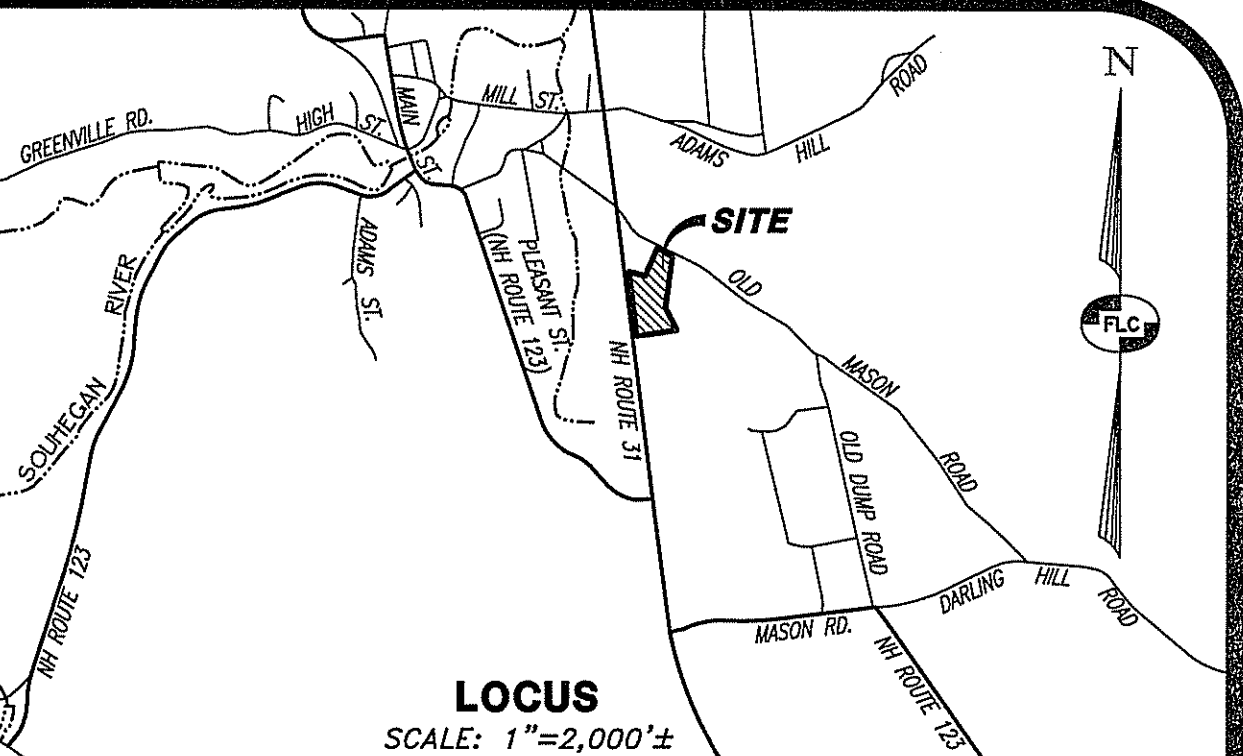 N
ROAD
MILL ST.
MAIN
ST.
GREENVILLE RD.
HIGH ST.
ADAMS
HILL
SITE
ADAMS ST.
RIVER
SOUHEGAN
(NH ROUTE 123)
PLEASANT ST.
OLD
MASON
ROAD
FLC
NH ROUTE 31
OLD DUMP ROAD
NH ROUTE 123
DARLING
HILL
ROAD
MASON RD.
NH ROUTE 123
LOCUS
SCALE: 1"=2,000'±